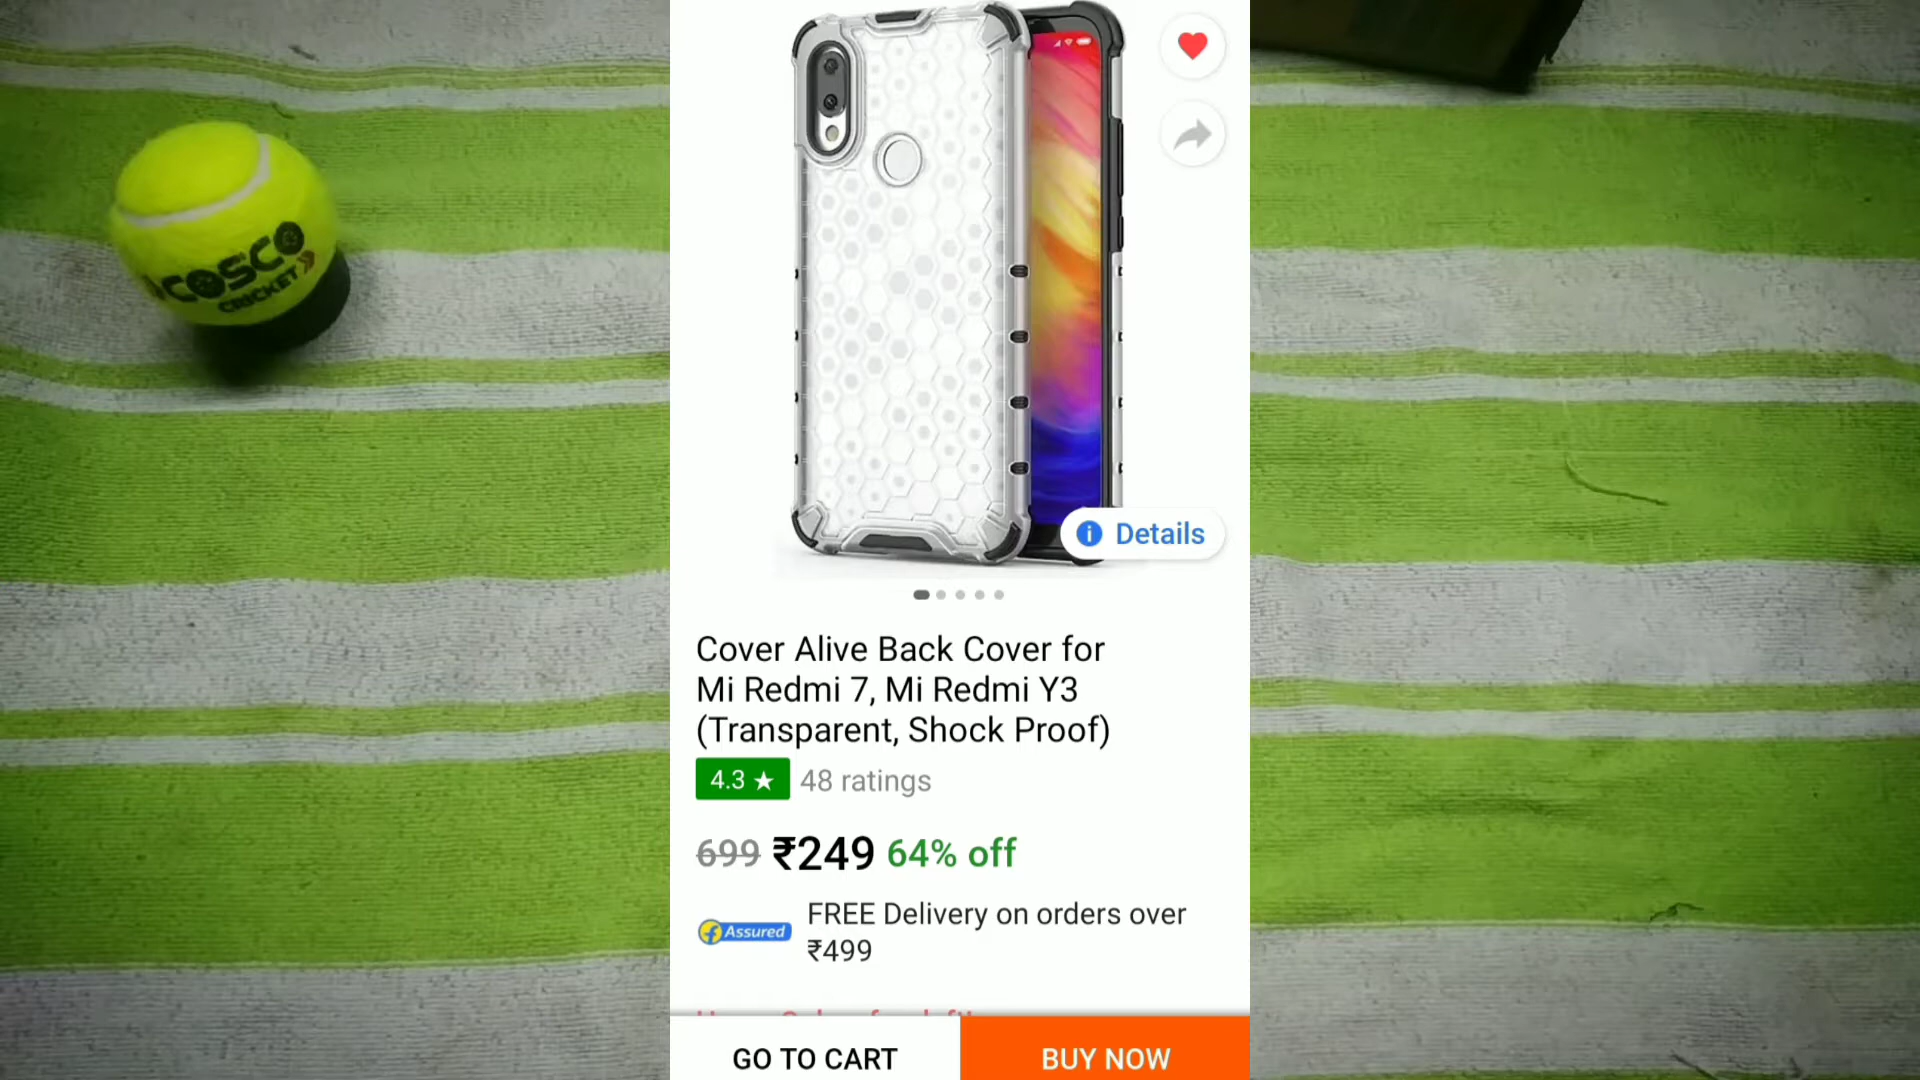 COSCO
CRICKET
Details
Cover Alive Back Cover for
Mi Redmi 7, Mi Redmi Y3
(Transparent, Shock Proof)
4.3 ★ 48 ratings
699 ₹249 64% off
Assured
FREE Delivery on orders over
₹499
GO TO CART
BUY NOW